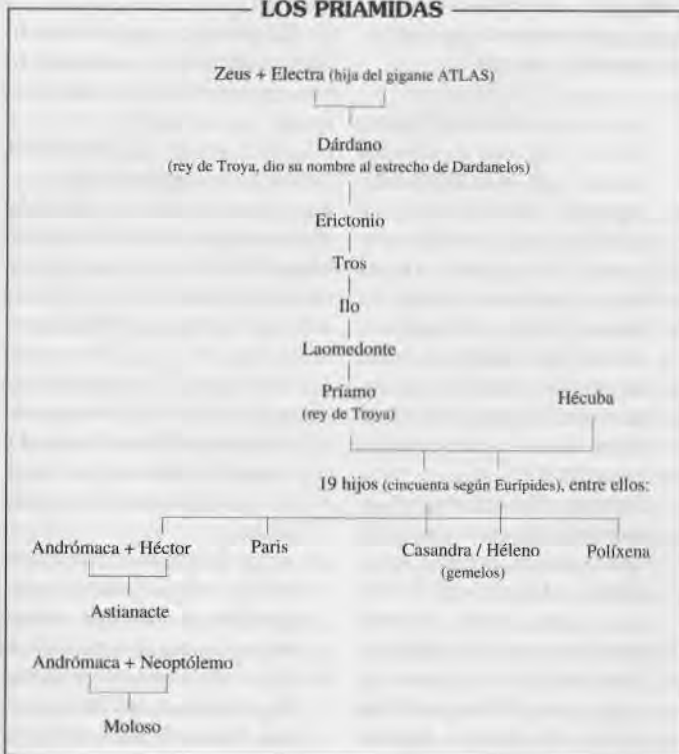 LOS PRIAMIDAS
Zeus + Electra (hija del gigante ATLAS)
Dárdano
(rey de Troya, dio su nombre al estrecho de Dardanelos)
Erictonio
Tros
Ilo
Laomedonte
Príamo
(rey de Troya)
Hécuba
19 hijos (cincuenta según Eurípides), entre ellos:
Andrómaca + Héctor
Paris
Casandra / Héleno
(gemelos)
Políxena
Astianacte
Andrómaca + Neoptólemo
Moloso